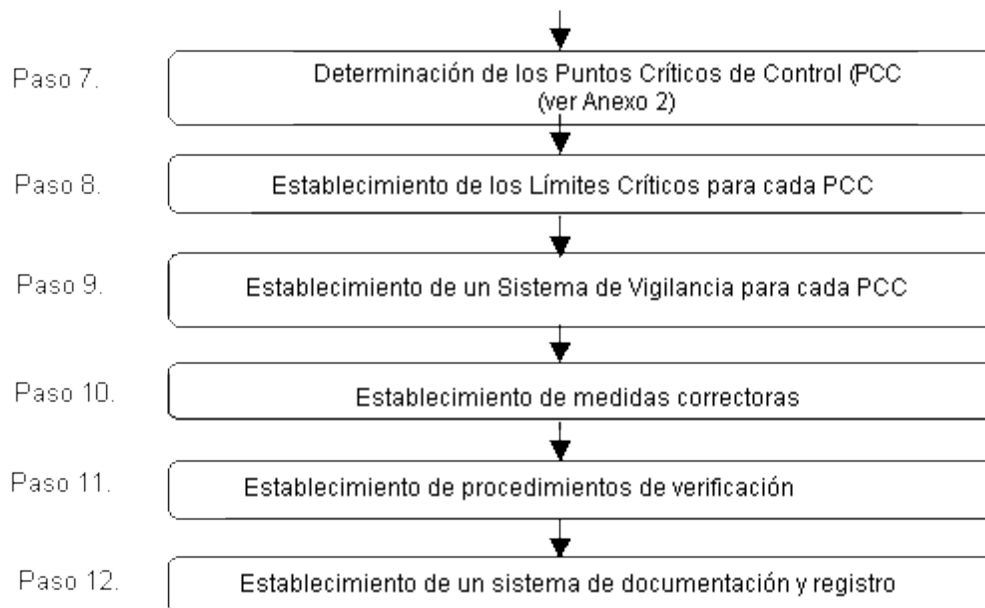 Paso 7.
Determinación de los Puntos Críticos de Control (PCC
(ver Anexo 2)
Paso 8.
Establecimiento de los Límites Críticos para cada PCC
Paso 9.
Establecimiento de un Sistema de Vigilancia para cada PCC
Paso 10.
Establecimiento de medidas correctoras
Paso 11.
Establecimiento de procedimientos de verificación
Paso 12.
Establecimiento de un sistema de documentación y registro